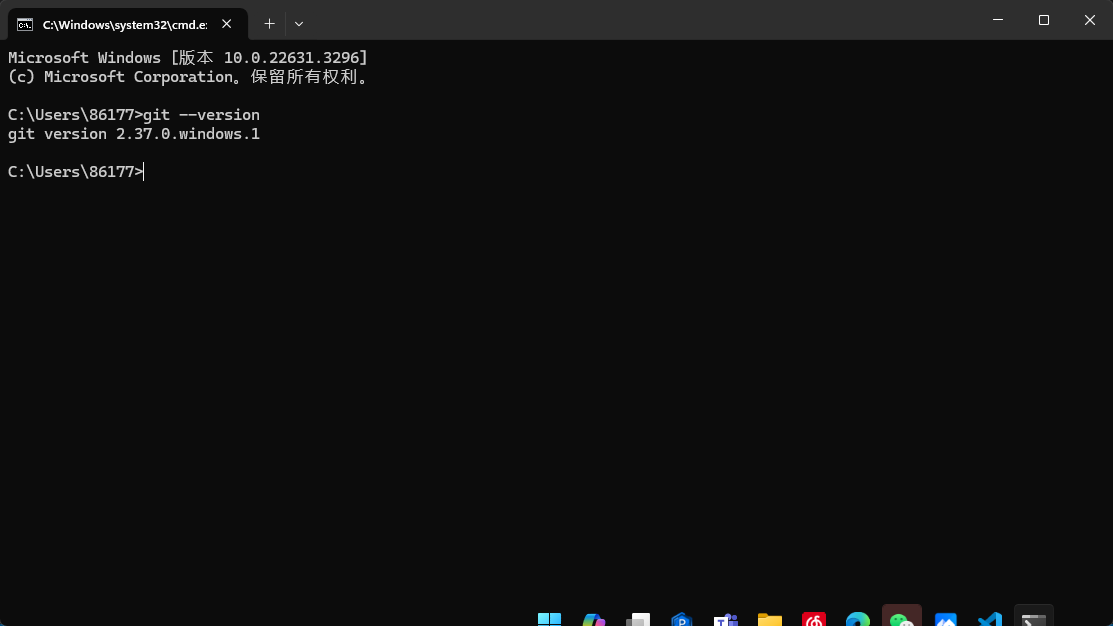 C:\Windows\system32\cmd.e:
Microsoft Windows [版本 10.0.22631.3296]
(c) Microsoft Corporation。保留所有权利。
C:\Users\86177>git --version
git version 2.37.0.windows.1
C:\Users\86177>